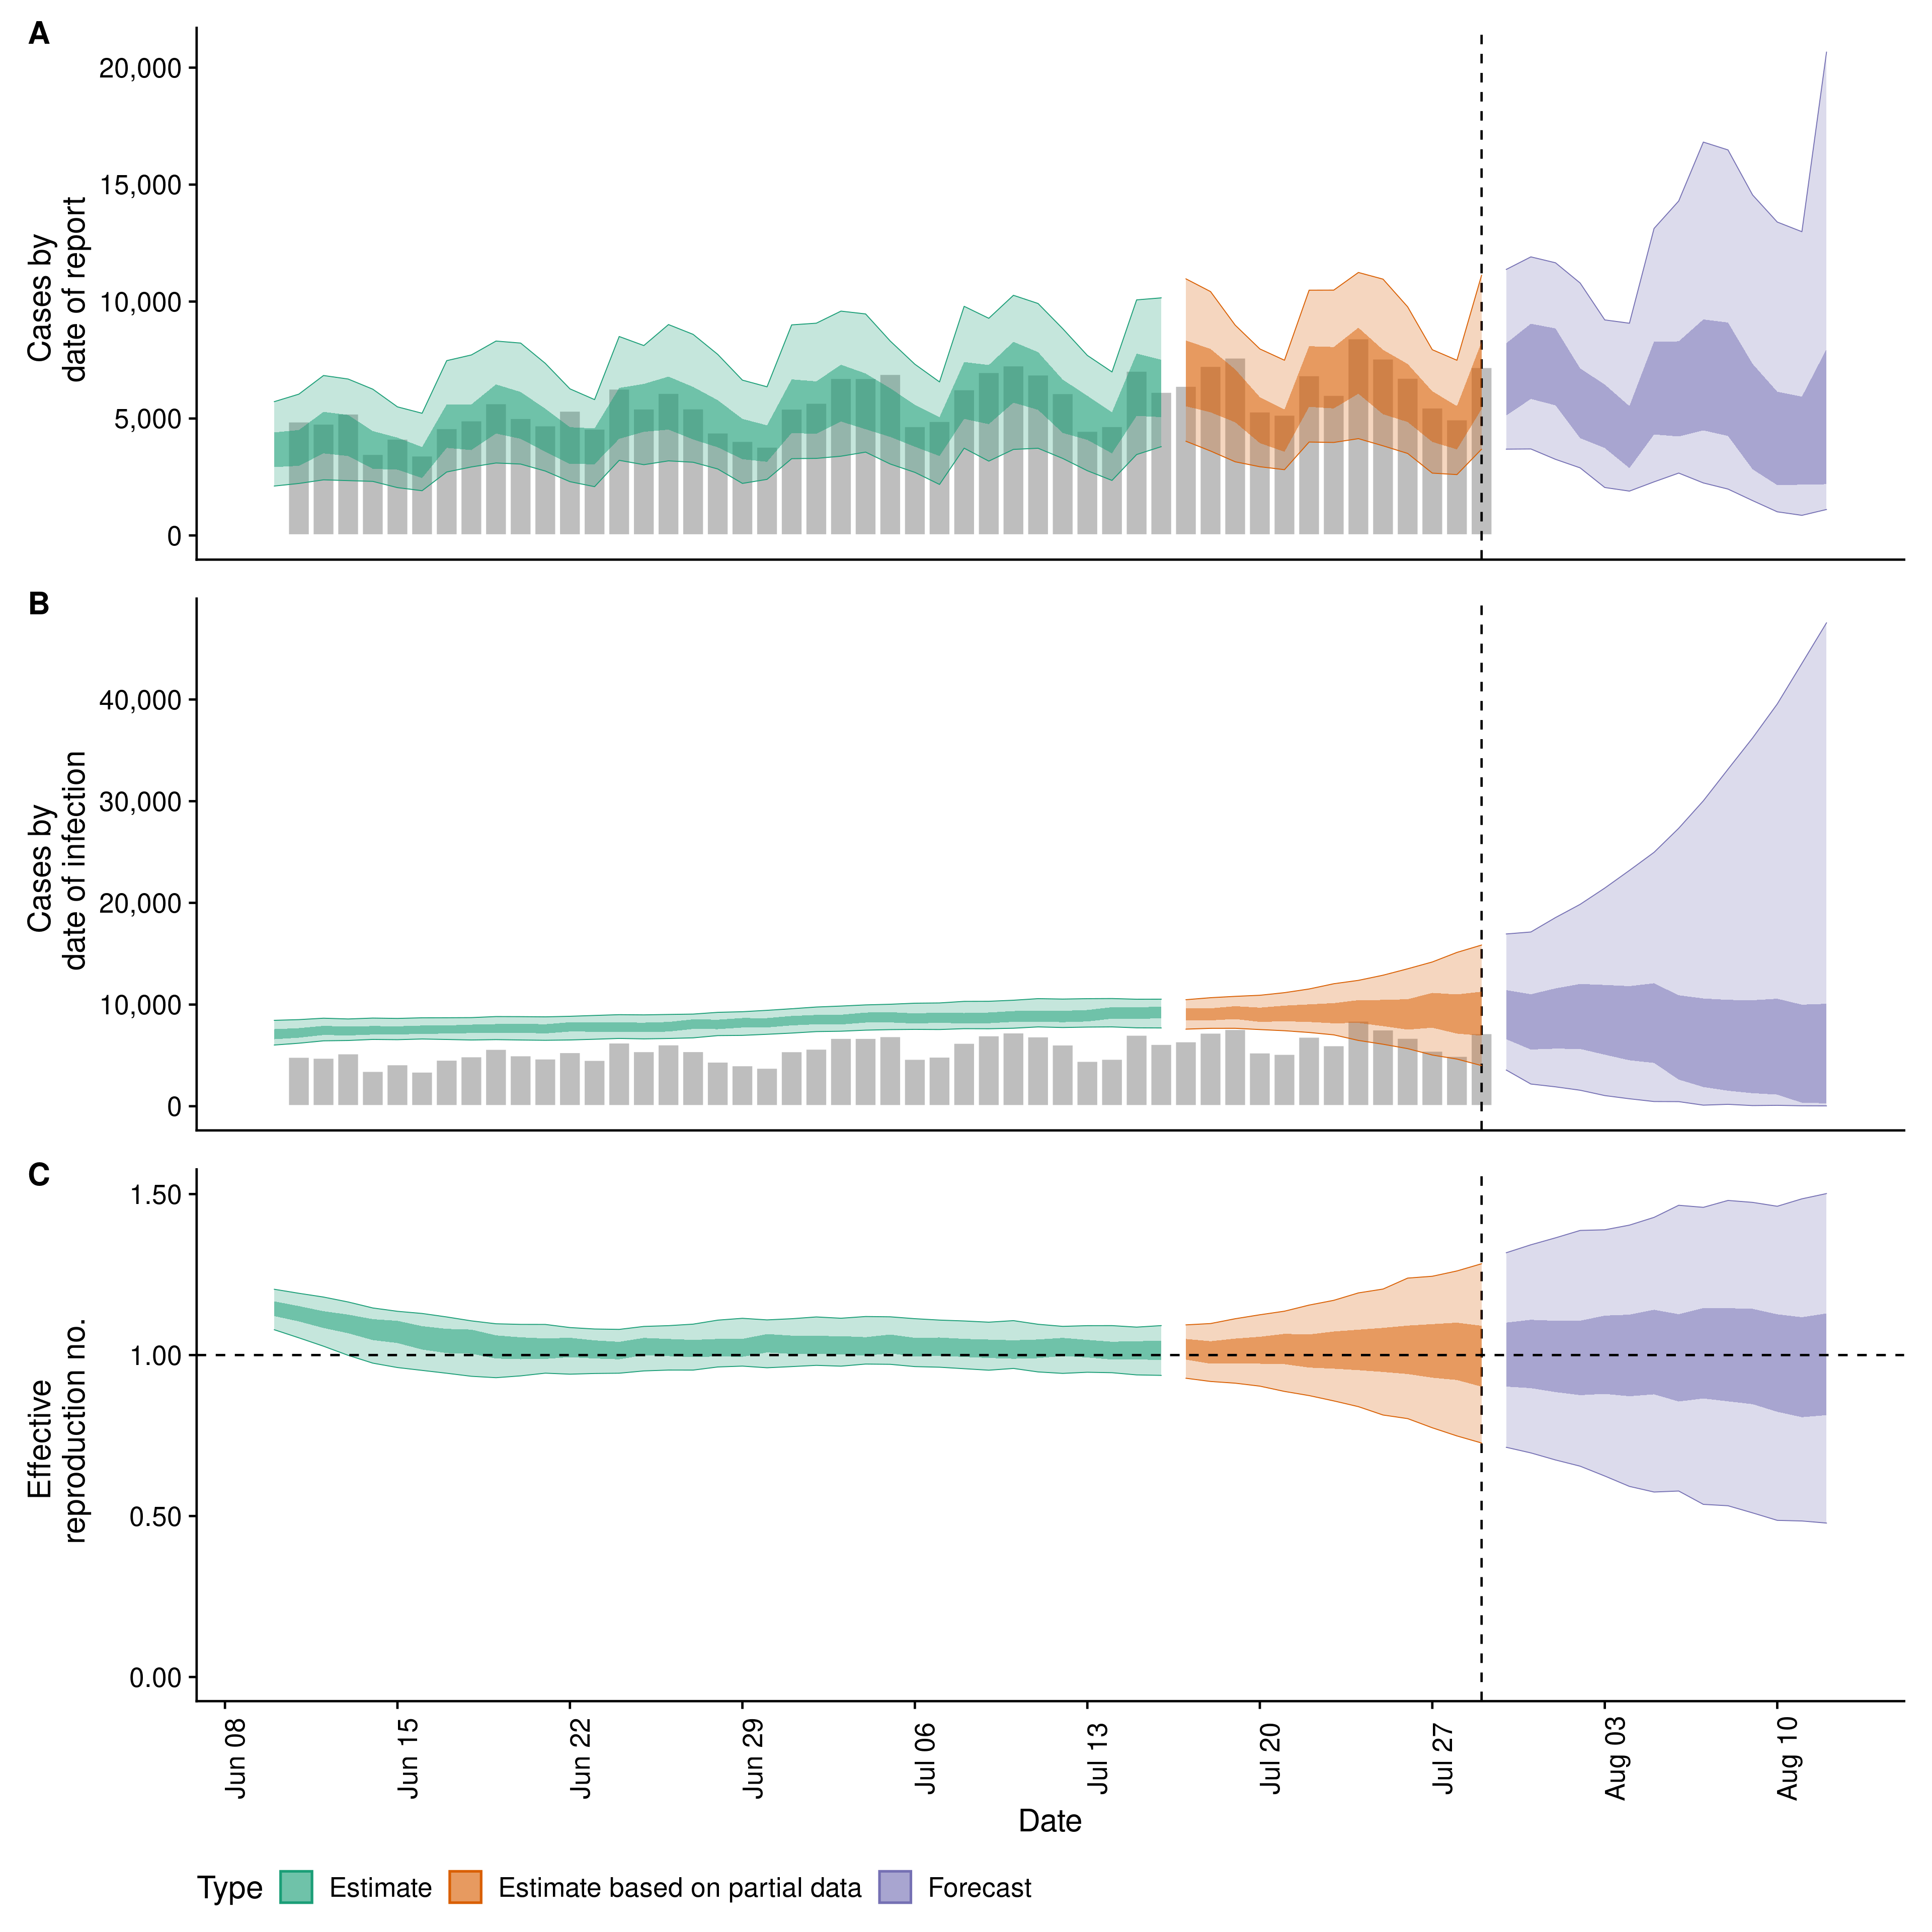 A
20,000
15,000
10,000
5,000
0
Cases by
date of report
B
40,000
30,000
20,000
10,000
0
Cases by
date of infection
C
1.50
1.00
0.50
0.00
Effective
reproduction no.
Jun 08
Jun 15
Jun 22
Jun 29
Jul 06
Jul 13
Jul 20
Jul 27
Aug 03
Aug 10
Date
Type Estimate Estimate based on partial data Forecast